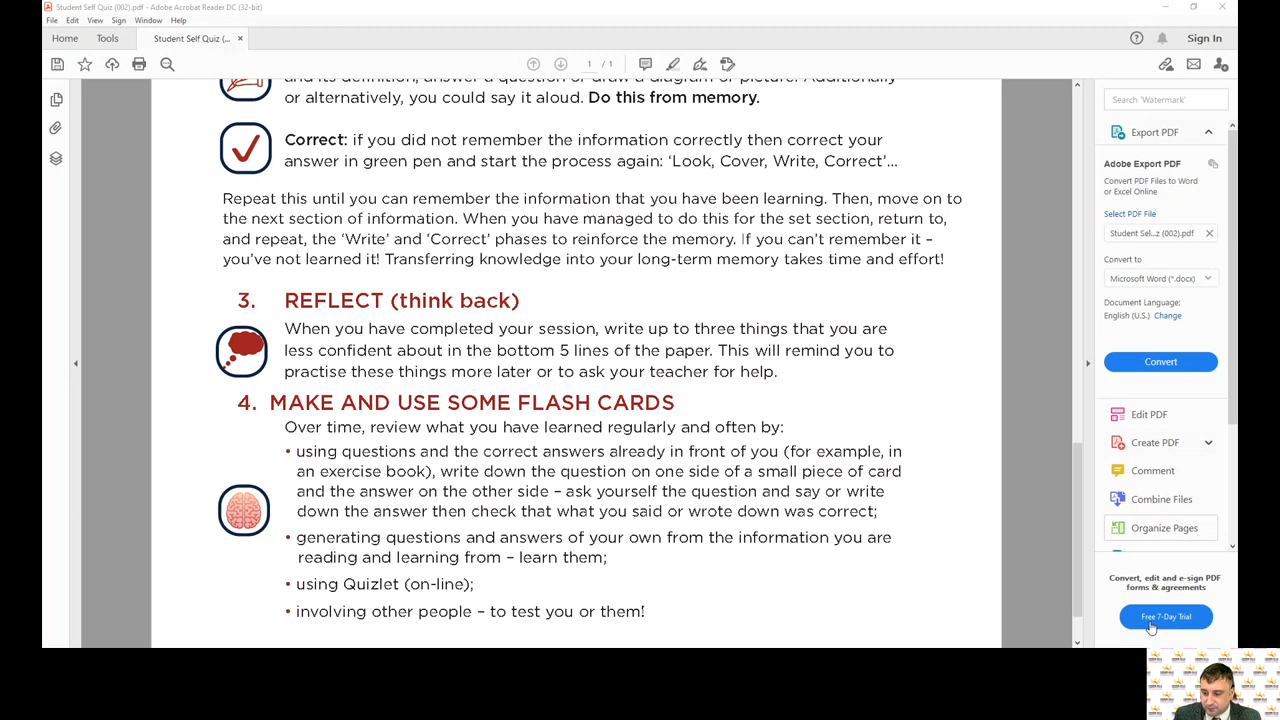 Student Self Quiz (002).pdf - Adobe Acrobat Reader DC (32-bit)
File Edit View Sign Window Help
Home Tools Student Self Quiz (... × Sign In
1 / 1
and its definition, answer a question or draw a diagram or picture. Additionally
or alternatively, you could say it aloud. Do this from memory.
Correct: if you did not remember the information correctly then correct your
answer in green pen and start the process again: ‘Look, Cover, Write, Correct’...
Repeat this until you can remember the information that you have been learning. Then, move on to
the next section of information. When you have managed to do this for the set section, return to,
and repeat, the ‘Write’ and ‘Correct’ phases to reinforce the memory. If you can’t remember it –
you’ve not learned it! Transferring knowledge into your long-term memory takes time and effort!
3. REFLECT (think back)
When you have completed your session, write up to three things that you are
less confident about in the bottom 5 lines of the paper. This will remind you to
practise these things more later or to ask your teacher for help.
4. MAKE AND USE SOME FLASH CARDS
Over time, review what you have learned regularly and often by:
• using questions and the correct answers already in front of you (for example, in
an exercise book), write down the question on one side of a small piece of card
and the answer on the other side – ask yourself the question and say or write
down the answer then check that what you said or wrote down was correct;
• generating questions and answers of your own from the information you are
reading and learning from – learn them;
• using Quizlet (on-line);
• involving other people – to test you or them!
Search 'Watermark'
Export PDF
Adobe Export PDF
Convert PDF Files to Word
or Excel Online
Select PDF File
Student Sel...z (002).pdf
Convert to
Microsoft Word (*.docx)
Document Language:
English (U.S.) Change
Convert
Edit PDF
Create PDF
Comment
Combine Files
Organize Pages
Convert, edit and e-sign PDF
forms & agreements
Free 7-Day Trial